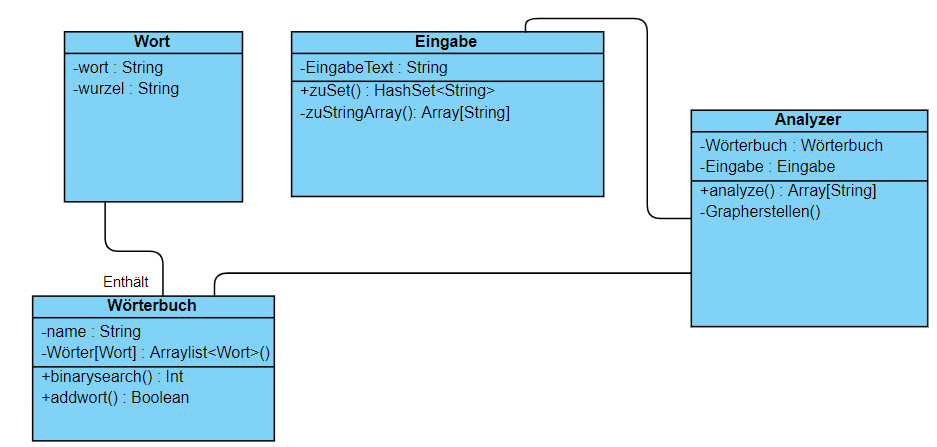 Wort
-wort : String
-wurzel : String
Eingabe
-EingabeText : String
+zuSet() : HashSet<String>
-zuStringArray(): Array[String]
Analyzer
-Wörterbuch : Wörterbuch
-Eingabe : Eingabe
+analyze() : Array[String]
-Grapherstellen()
Enthält
Wörterbuch
-name : String
-Wörter[Wort] : Arraylist<Wort>()
+binarysearch() : Int
+addwort() : Boolean